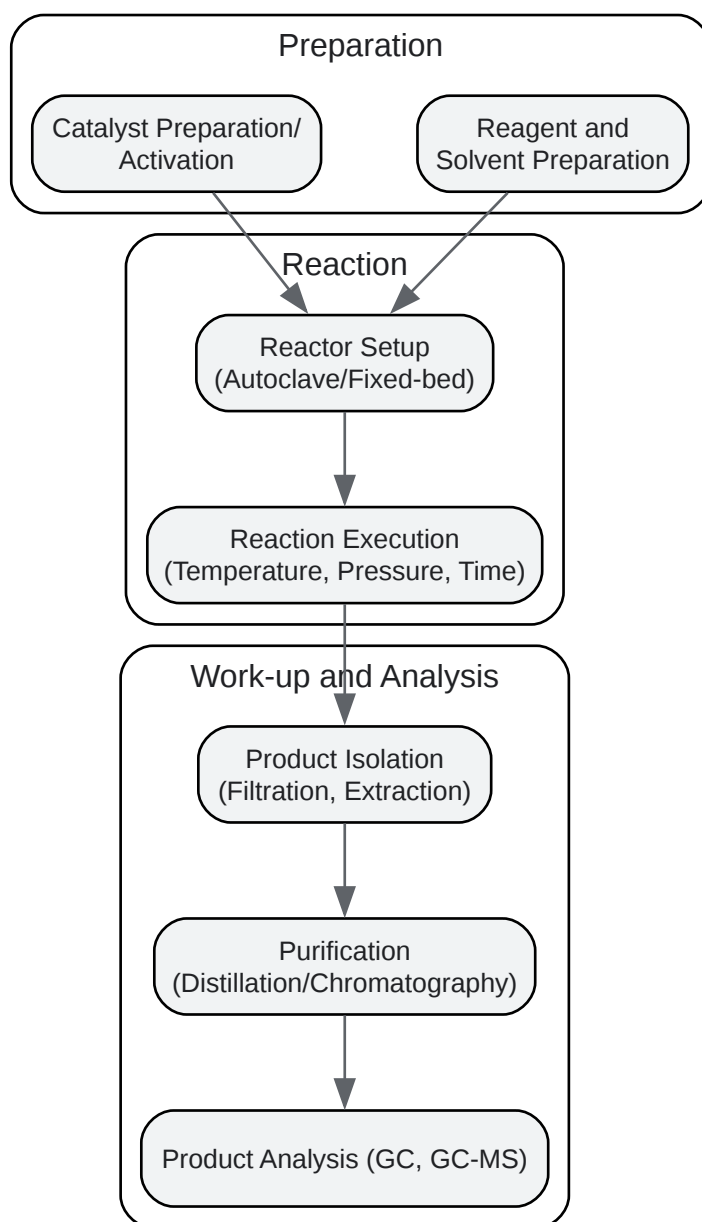 Preparation
Catalyst Preparation/
Activation
Reagent and
Solvent Preparation
Reaction
Reactor Setup
(Autoclave/Fixed-bed)
Reaction Execution
(Temperature, Pressure, Time)
Work-up and Analysis
Product Isolation
(Filtration, Extraction)
Purification
(Distillation/Chromatography)
Product Analysis (GC, GC-MS)